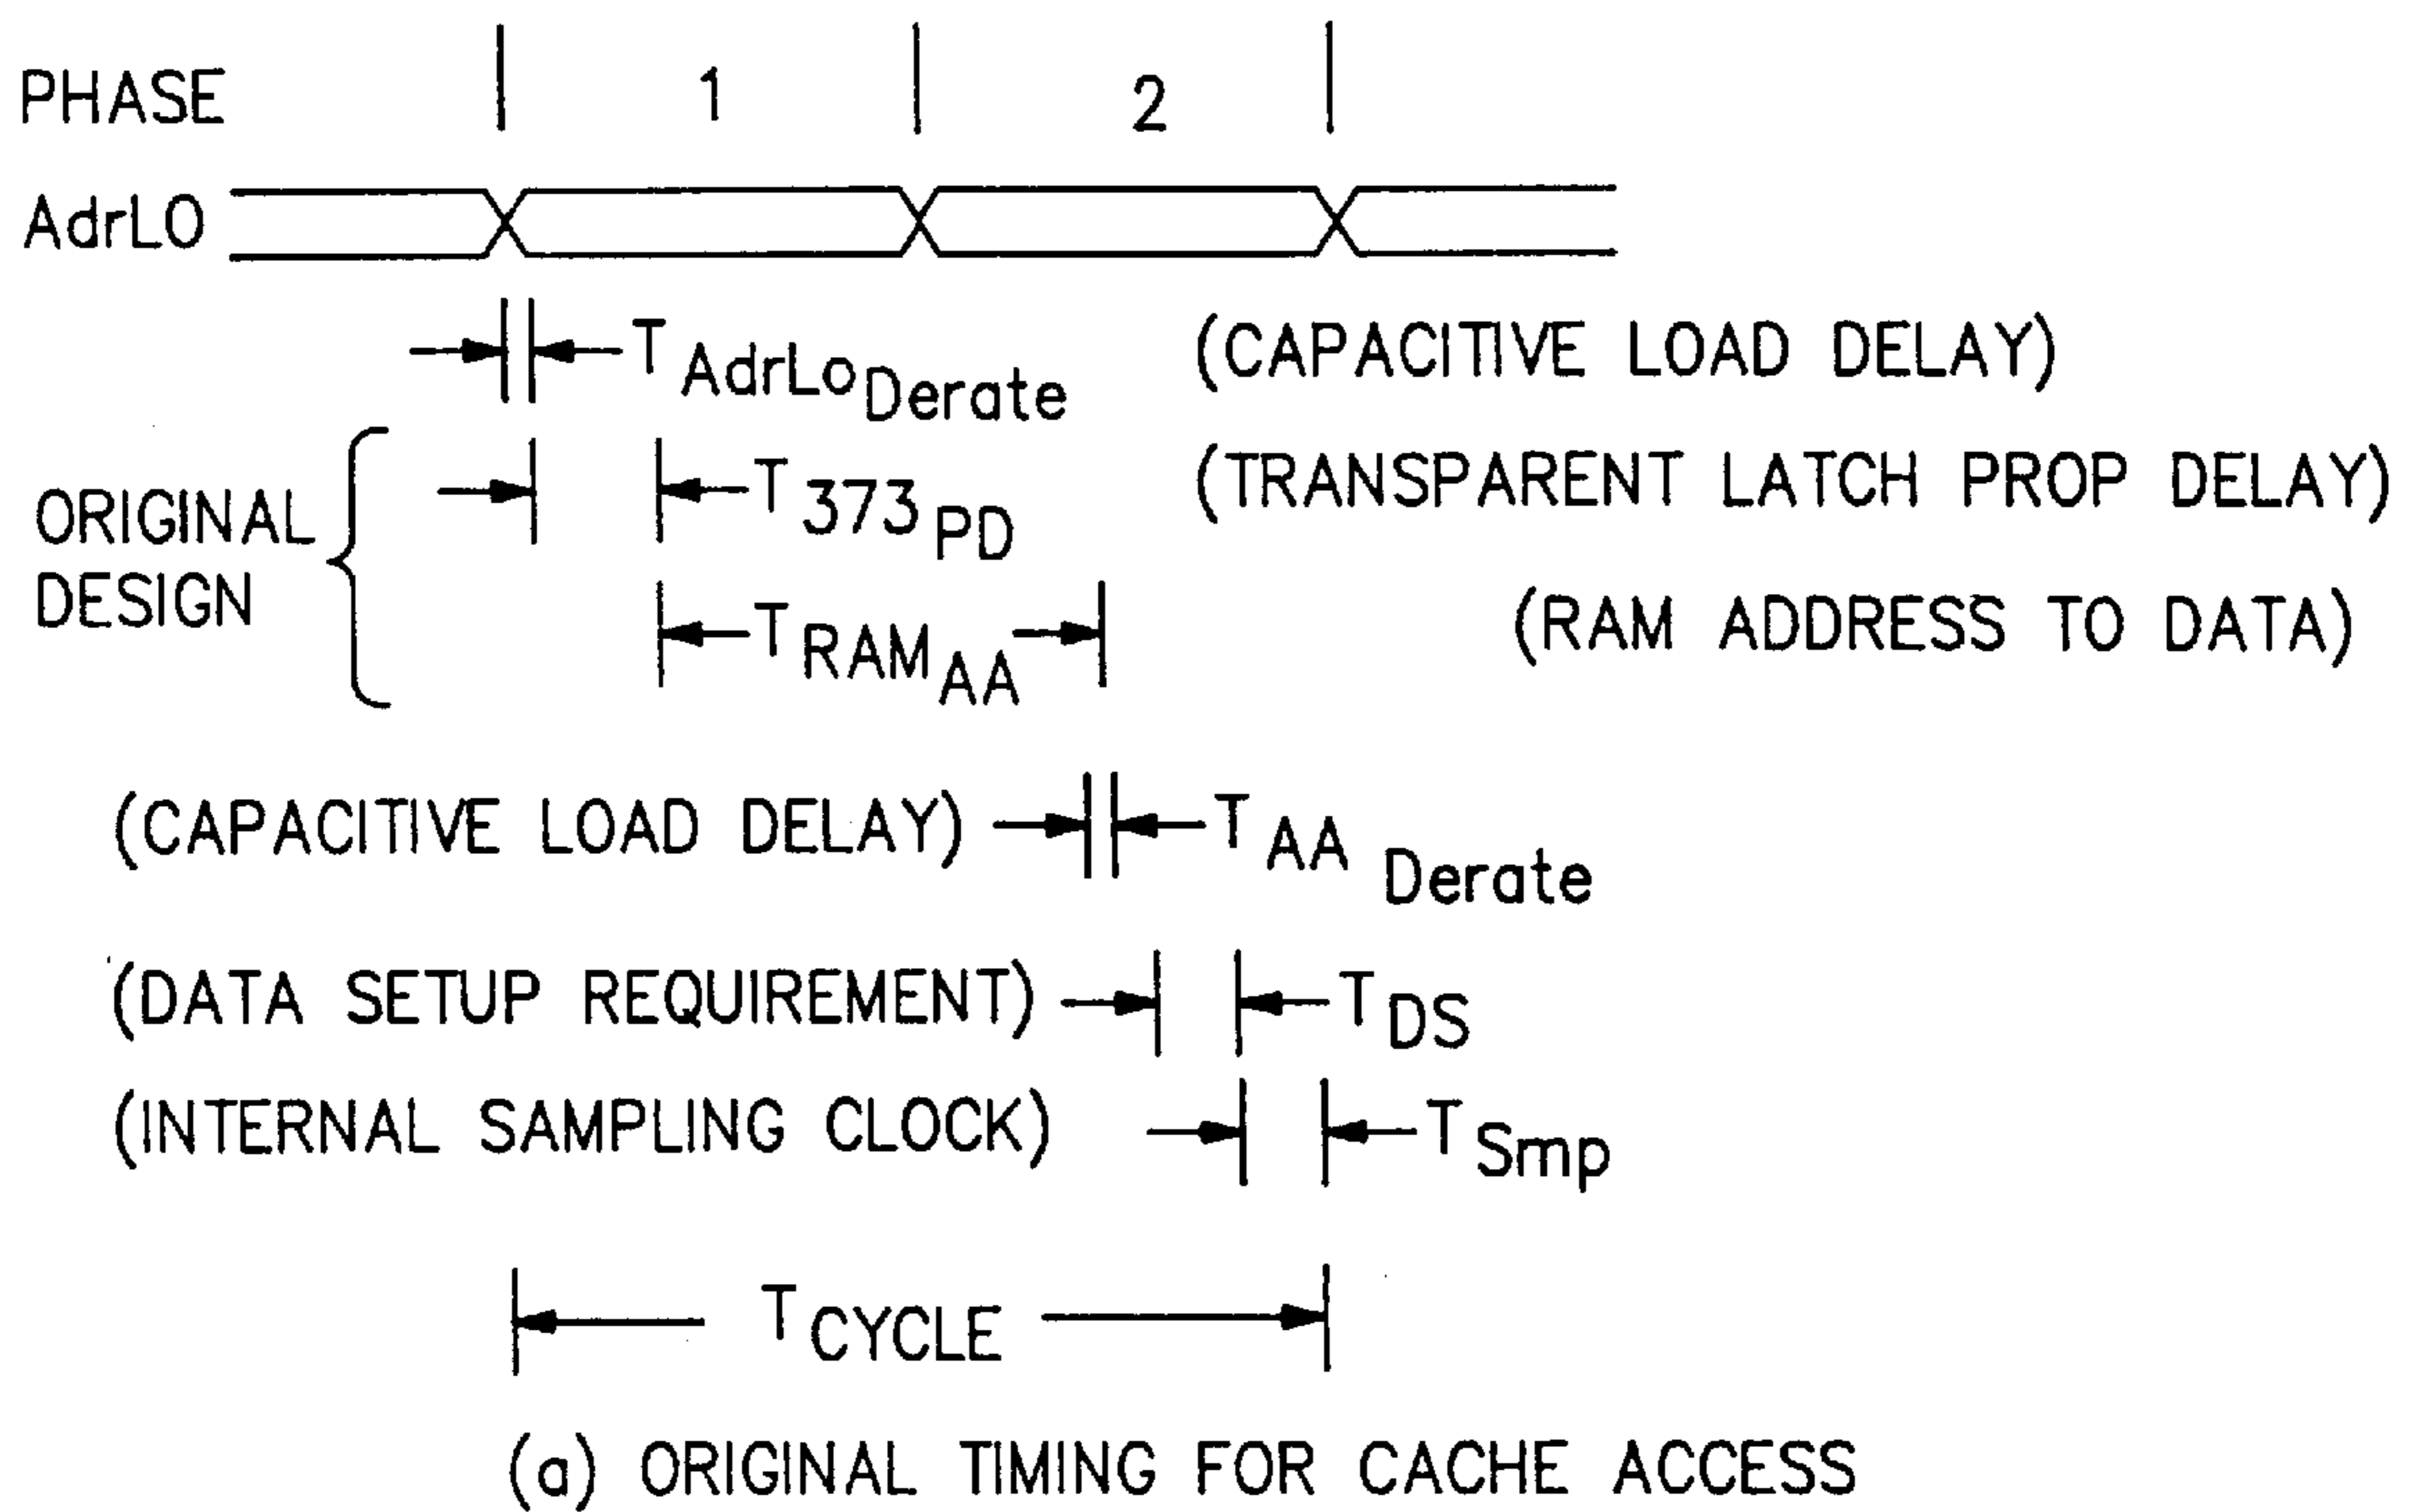 PHASE 1 2
AdrLO
T AdrLo Derate (CAPACITIVE LOAD DELAY)
ORIGINAL DESIGN
T 373 PD (TRANSPARENT LATCH PROP DELAY)
T RAM AA (RAM ADDRESS TO DATA)
(CAPACITIVE LOAD DELAY) T AA Derate
(DATA SETUP REQUIREMENT) T DS
(INTERNAL SAMPLING CLOCK) T Smp
T CYCLE
(a) ORIGINAL TIMING FOR CACHE ACCESS